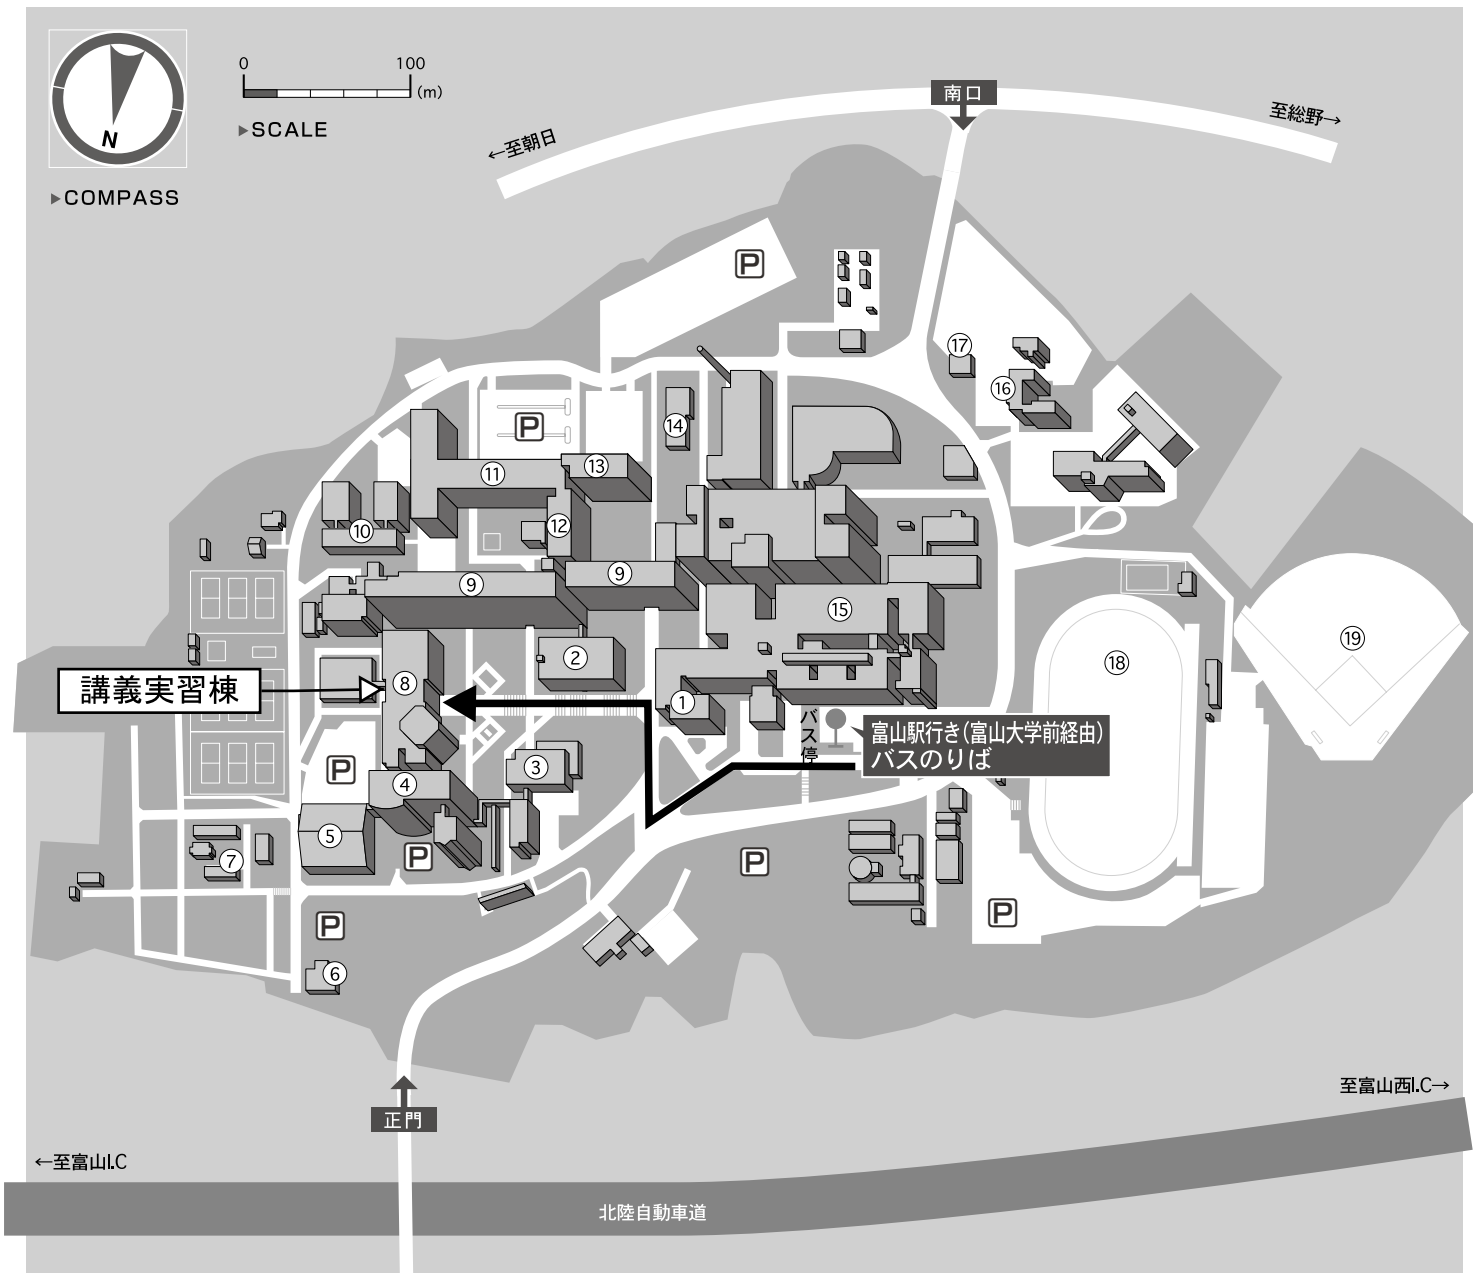 0 100
(m)
▶SCALE
N
▶COMPASS
南口
←至朝日
至総野→
P
⑰
⑯
P
⑭
⑬
⑪
⑫
⑩
⑨
⑨
⑮
②
⑱
⑲
講義実習棟
⑧
①
バス停
富山駅行き(富山大学前経由)
バスのりば
③
P
④
⑤
⑦
P
P
P
P
⑥
正門
至富山西I.C→
←至富山I.C
北陸自動車道